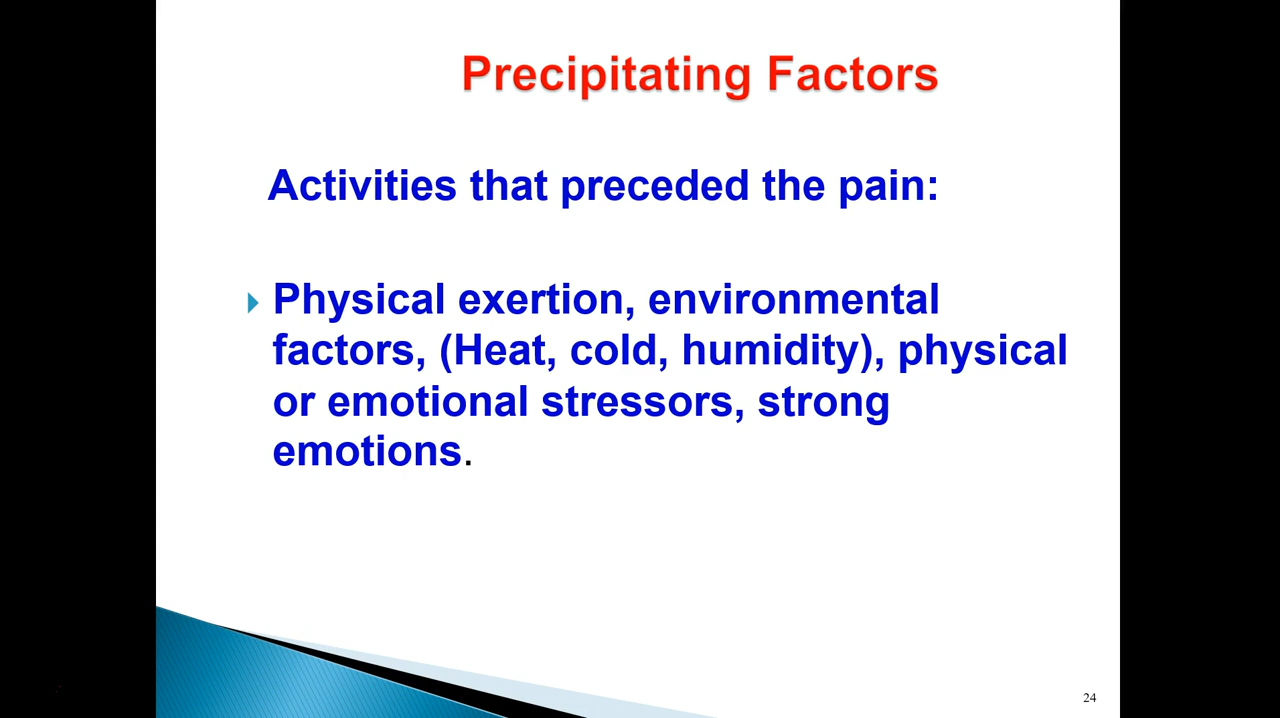 Precipitating Factors
Activities that preceded the pain:
Physical exertion, environmental
factors, (Heat, cold, humidity), physical
or emotional stressors, strong
emotions.
24